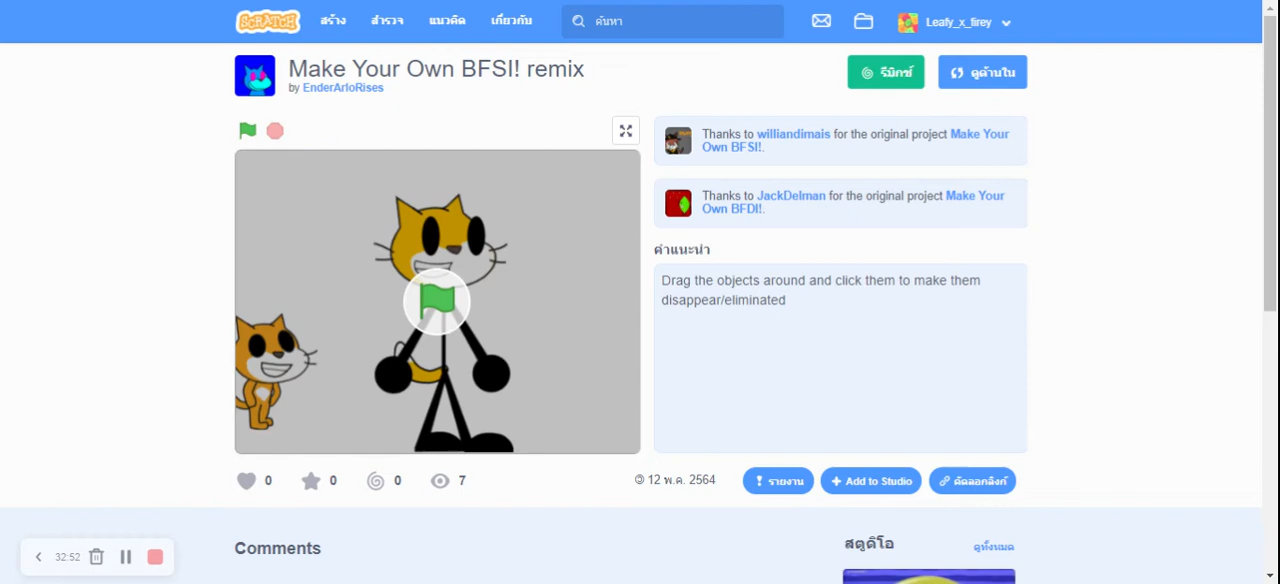 SCRATCH สร้าง สำรวจ แนวคิด เกี่ยวกับ ค้นหา Leafy_x_firey
Make Your Own BFSI! remix
by EnderArloRises
รีมิกซ์ ดูด้านใน
Thanks to williandimais for the original project Make Your
Own BFSI!.
Thanks to JackDelman for the original project Make Your
Own BFDI!.
คำแนะนำ
Drag the objects around and click them to make them
disappear/eliminated
0 0 0 7
© 12 พ.ค. 2564 รายงาน Add to Studio คัดลอกลิงก์
32:52
Comments
สตูดิโอ ดูทั้งหมด